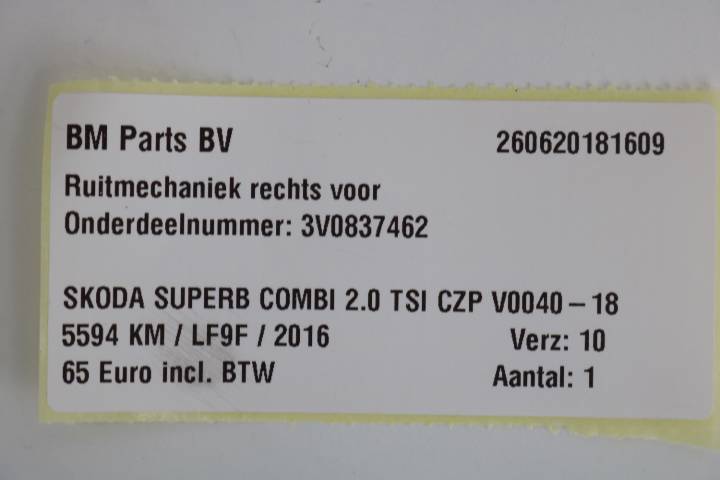 BM Parts BV 260620181609
Ruitmechaniek rechts voor
Onderdeelnummer: 3V0837462
SKODA SUPERB COMBI 2.0 TSI CZP V0040 – 18
5594 KM / LF9F / 2016 Verz: 10
65 Euro incl. BTW Aantal: 1